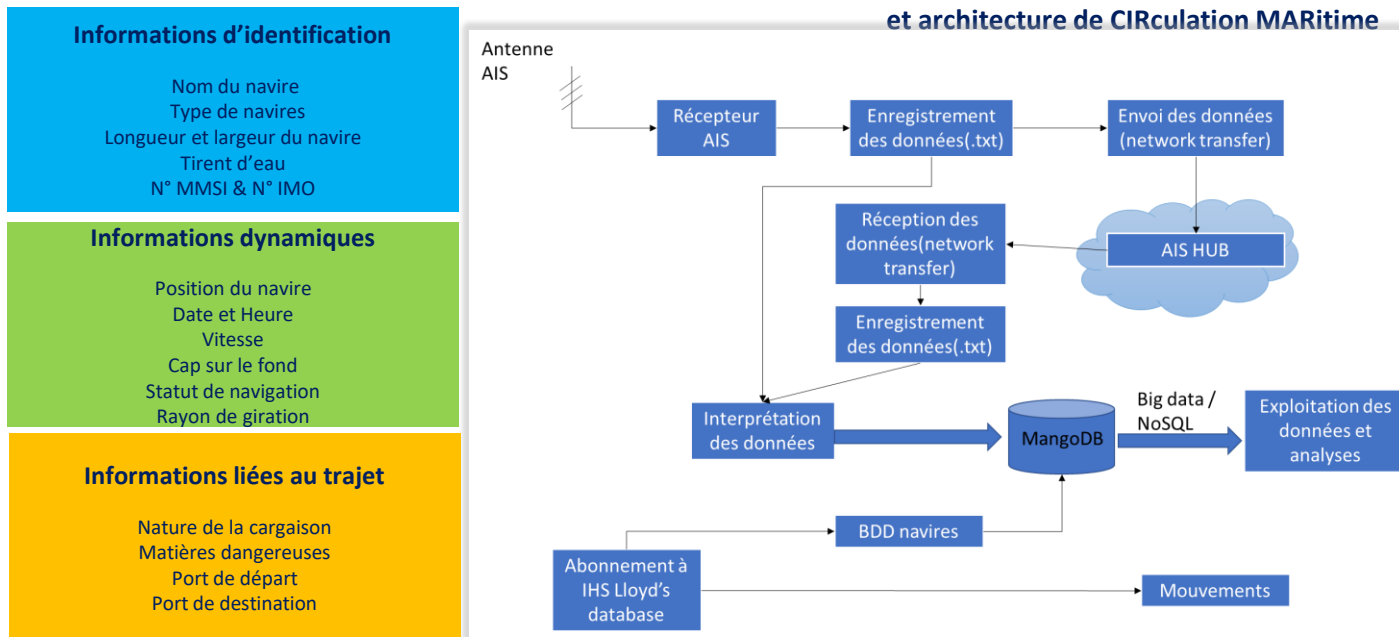 et architecture de CIRculation MARitime
Informations d’identification
Nom du navire
Type de navires
Longueur et largeur du navire
Tirent d’eau
N° MMSI & N° IMO
Informations dynamiques
Position du navire
Date et Heure
Vitesse
Cap sur le fond
Statut de navigation
Rayon de giration
Informations liées au trajet
Nature de la cargaison
Matières dangereuses
Port de départ
Port de destination
Antenne
AIS
Récepteur
AIS
Enregistrement
des données(.txt)
Envoi des données
(network transfer)
AIS HUB
Réception des
données(network
transfer)
Enregistrement
des données(.txt)
Interprétation
des données
MangoDB
Big data /
NoSQL
Exploitation des
données et
analyses
BDD navires
Abonnement à
IHS Lloyd’s
database
Mouvements